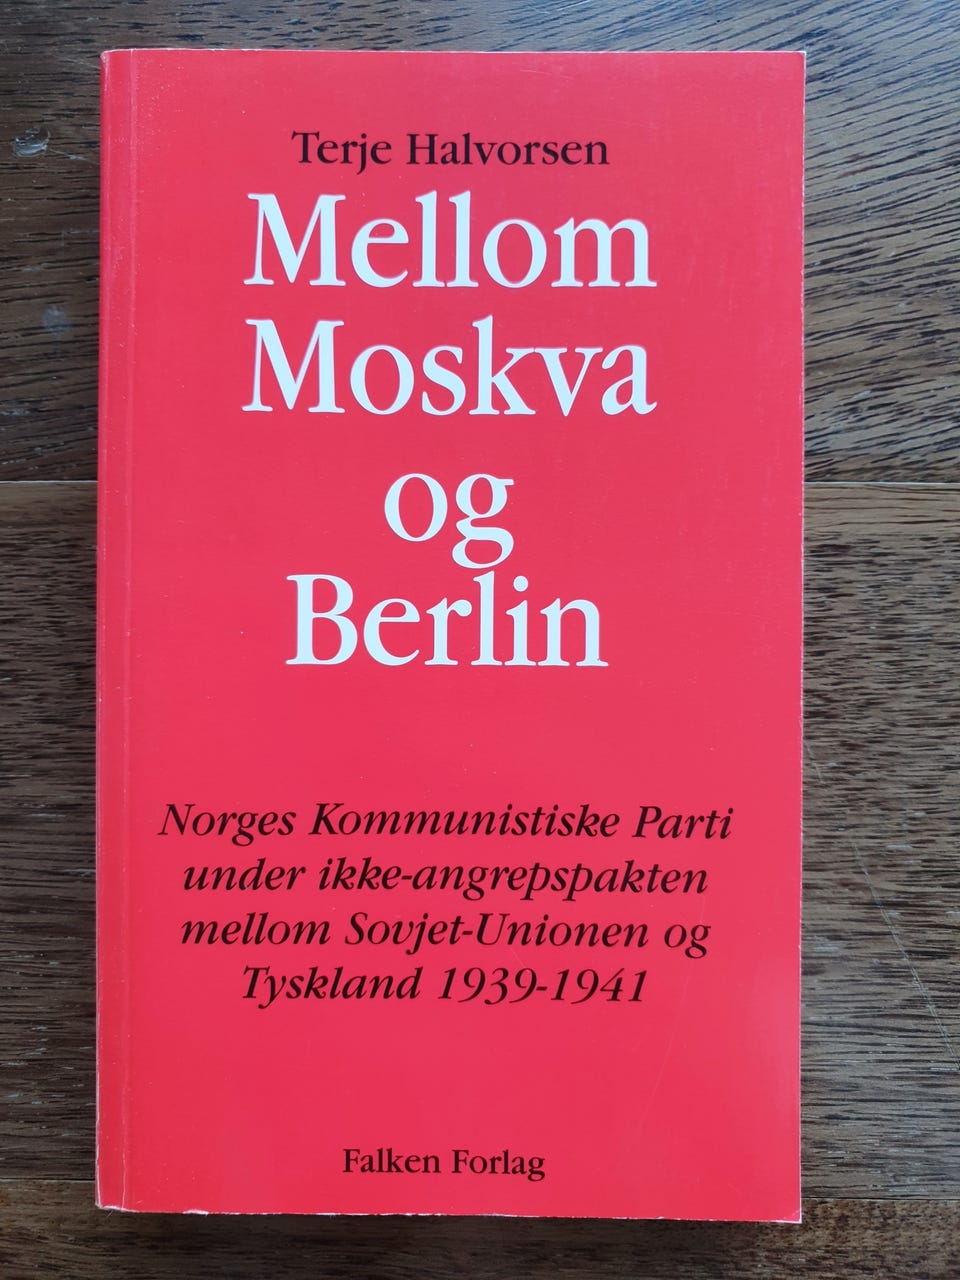 Terje Halvorsen
Mellom
Moskva
og
Berlin
Norges Kommunistiske Parti
under ikke-angrepspakten
mellom Sovjet-Unionen og
Tyskland 1939-1941
Falken Forlag